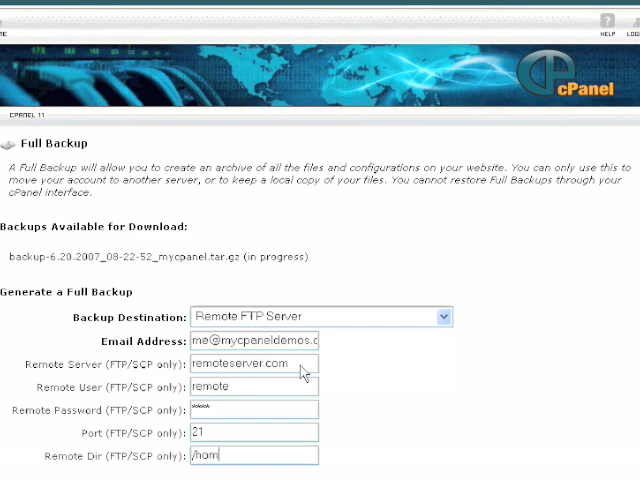 HELP
cPanel
CPANEL 11
Full Backup
A Full Backup will allow you to create an archive of all the files and configurations on your website. You can only use this to
move your account to another server, or to keep a local copy of your files. You cannot restore Full Backups through your
cPanel interface.
Backups Available for Download:
backup-6.20.2007_08-22-52_mycpanel.tar.gz (in progress)
Generate a Full Backup
Backup Destination: Remote FTP Server
Email Address: me@mycpaneldemos.c
Remote Server (FTP/SCP only): remoteserver.com
Remote User (FTP/SCP only): remote
Remote Password (FTP/SCP only): ****
Port (FTP/SCP only): 21
Remote Dir (FTP/SCP only): /hom